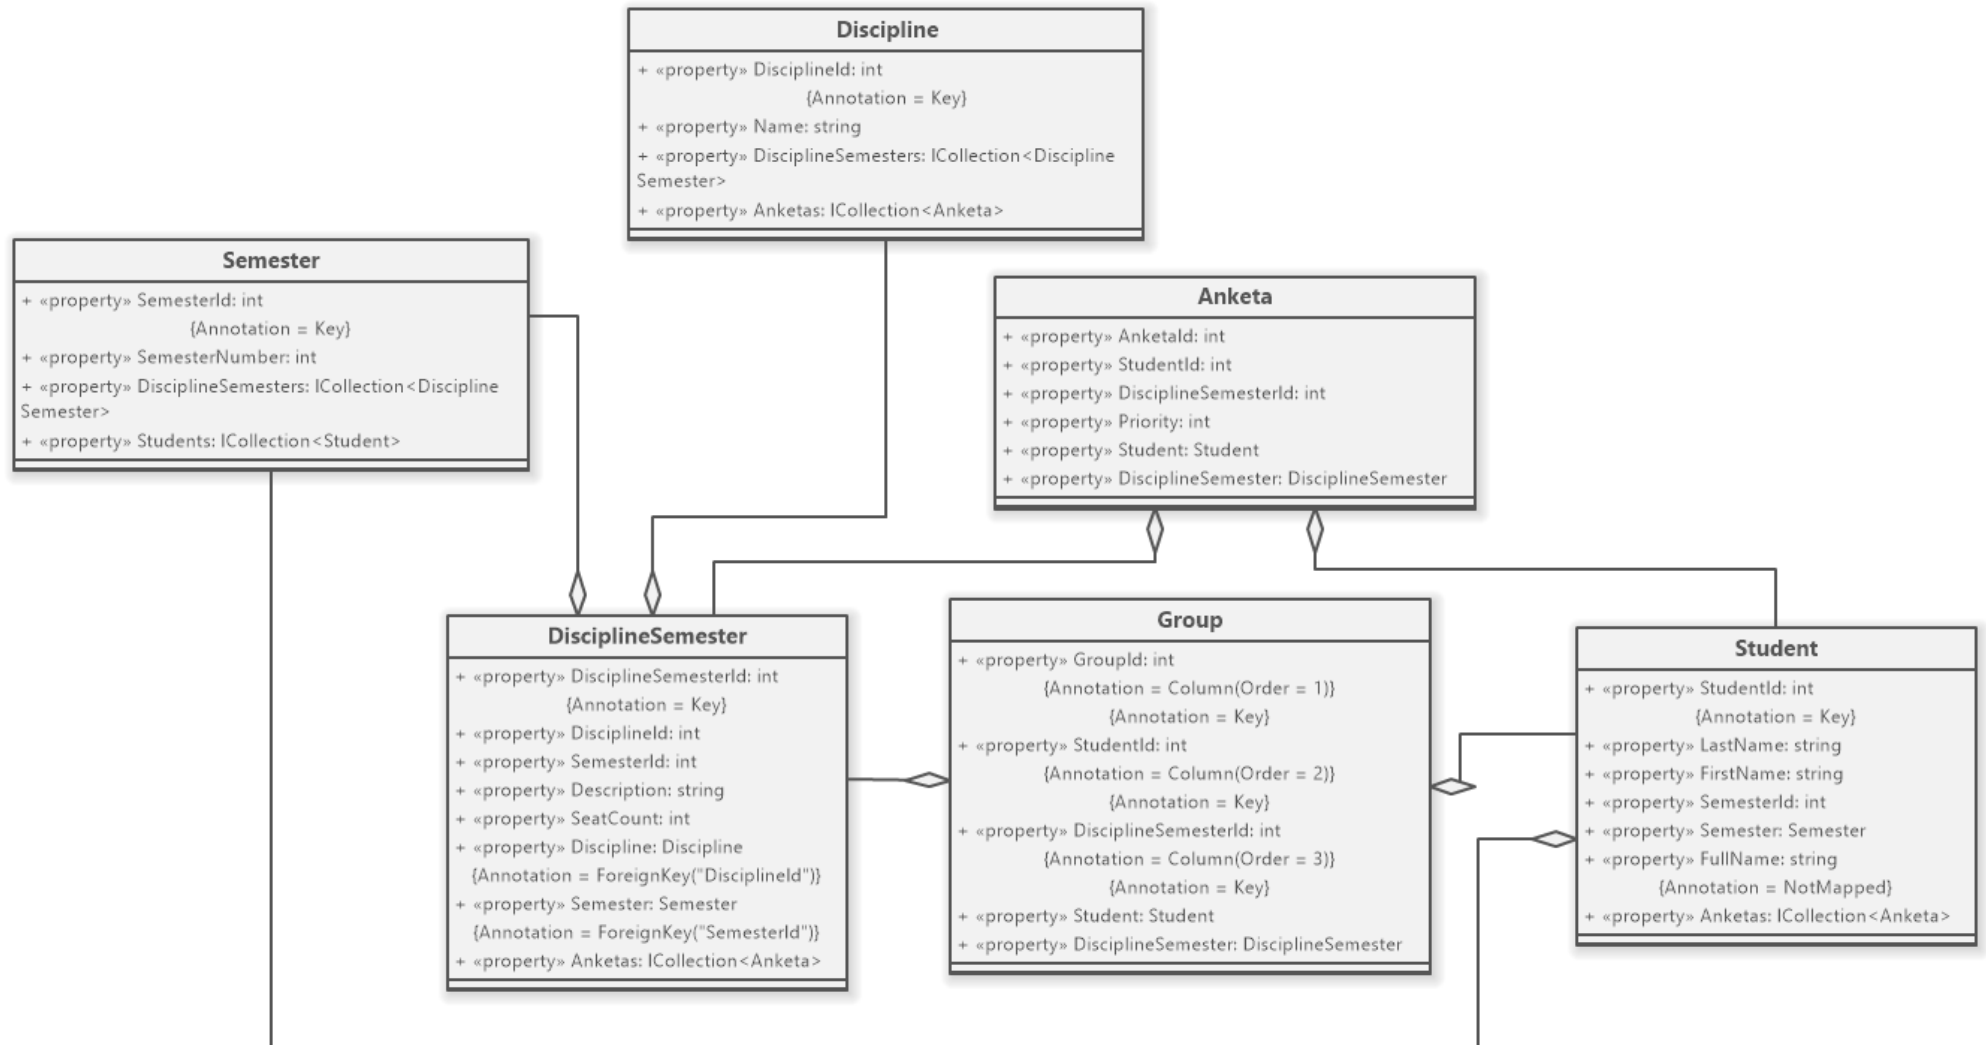 Discipline
+ «property» DisciplineId: int
{Annotation = Key}
+ «property» Name: string
+ «property» DisciplineSemesters: ICollection<Discipline
Semester>
+ «property» Anketas: ICollection<Anketa>
Semester
+ «property» SemesterId: int
{Annotation = Key}
+ «property» SemesterNumber: int
+ «property» DisciplineSemesters: ICollection<Discipline
Semester>
+ «property» Students: ICollection<Student>
Anketa
+ «property» AnketaId: int
+ «property» StudentId: int
+ «property» DisciplineSemesterId: int
+ «property» Priority: int
+ «property» Student: Student
+ «property» DisciplineSemester: DisciplineSemester
DisciplineSemester
+ «property» DisciplineSemesterId: int
{Annotation = Key}
+ «property» DisciplineId: int
+ «property» SemesterId: int
+ «property» Description: string
+ «property» SeatCount: int
+ «property» Discipline: Discipline
{Annotation = ForeignKey("DisciplineId")}
+ «property» Semester: Semester
{Annotation = ForeignKey("SemesterId")}
+ «property» Anketas: ICollection<Anketa>
Group
+ «property» GroupId: int
{Annotation = Column(Order = 1)}
{Annotation = Key}
+ «property» StudentId: int
{Annotation = Column(Order = 2)}
{Annotation = Key}
+ «property» DisciplineSemesterId: int
{Annotation = Column(Order = 3)}
{Annotation = Key}
+ «property» Student: Student
+ «property» DisciplineSemester: DisciplineSemester
Student
+ «property» StudentId: int
{Annotation = Key}
+ «property» LastName: string
+ «property» FirstName: string
+ «property» SemesterId: int
+ «property» Semester: Semester
+ «property» FullName: string
{Annotation = NotMapped}
+ «property» Anketas: ICollection<Anketa>